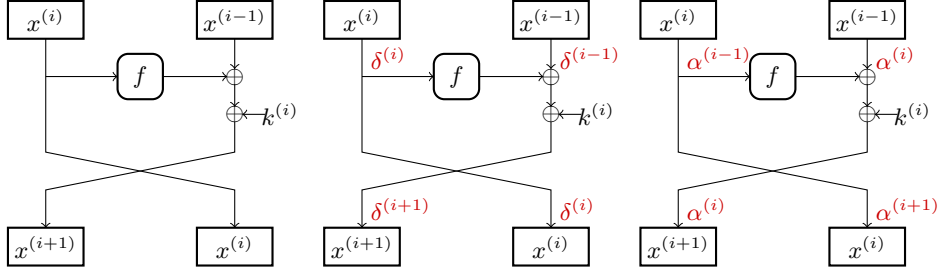 x^(i) x^(i−1) x^(i) x^(i−1) x^(i) x^(i−1)
δ^(i) δ^(i−1) α^(i−1) α^(i)
f f f
k^(i) k^(i) k^(i)
δ^(i+1) δ^(i) α^(i) α^(i+1)
x^(i+1) x^(i) x^(i+1) x^(i) x^(i+1) x^(i)